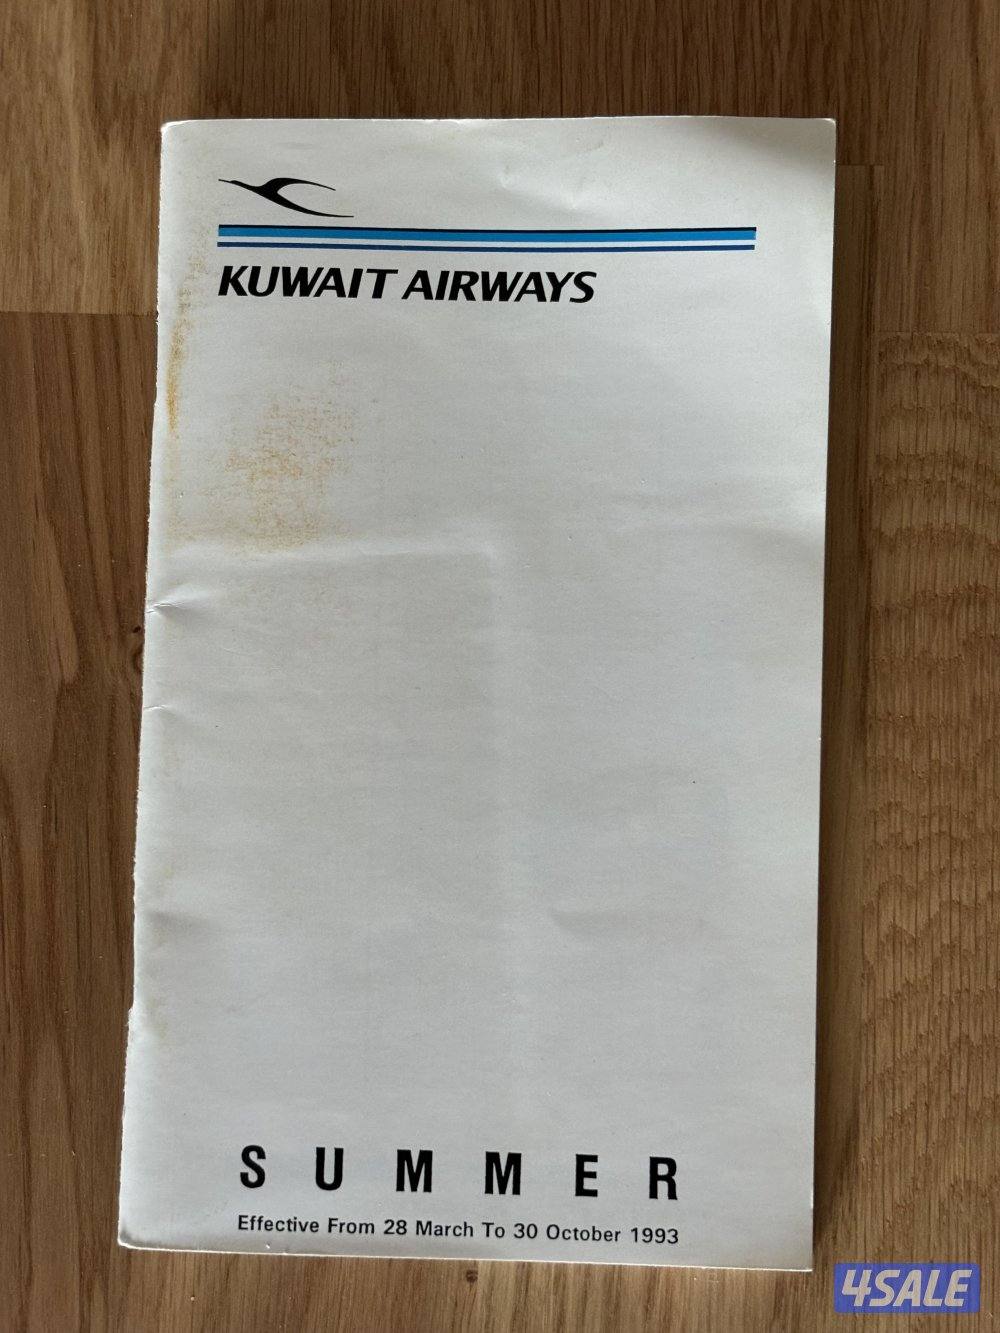 KUWAIT AIRWAYS
SUMMER
Effective From 28 March To 30 October 1993
4SALE